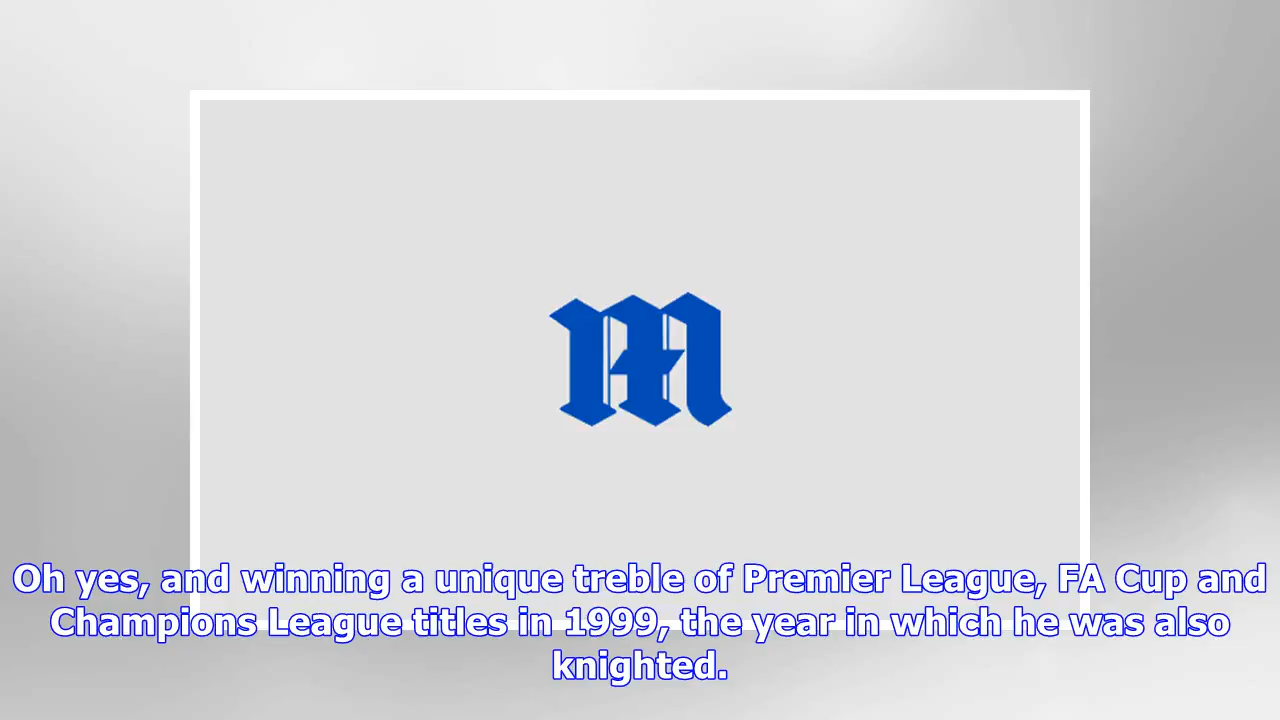 m
Oh yes, and winning a unique treble of Premier League, FA Cup and
Champions League titles in 1999, the year in which he was also
knighted.